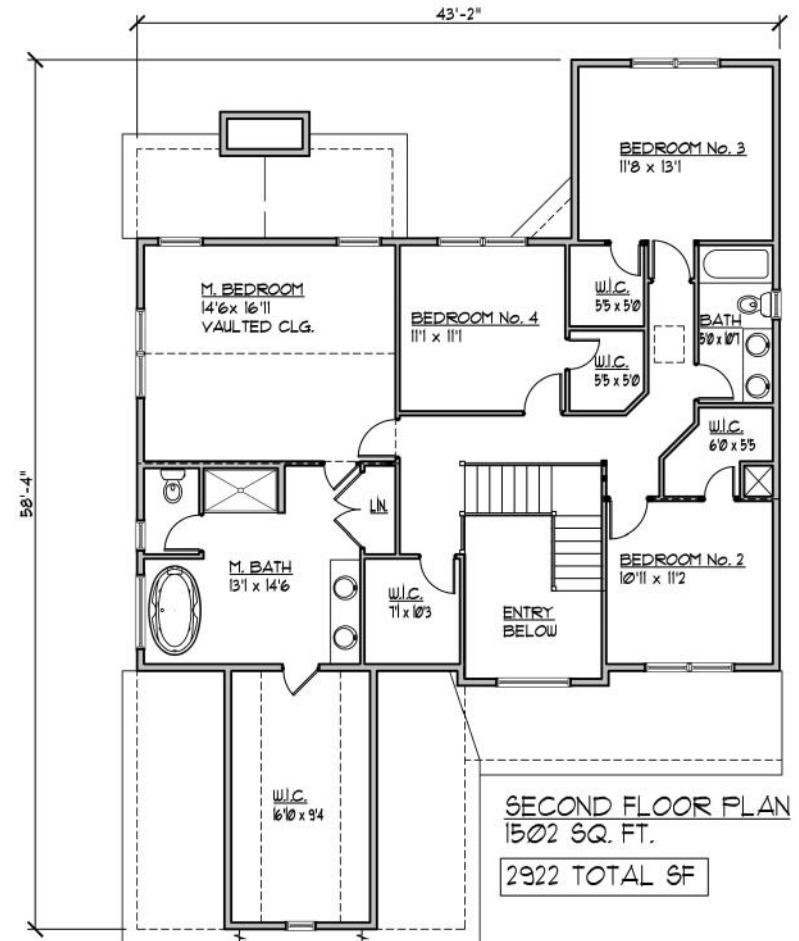 43'-2"
58'-4"
BEDROOM No. 3
11'8 x 13'1
M. BEDROOM
14'6 x 16'11
VAULTED CLG.
BEDROOM No. 4
11'1 x 11'1
W.I.C.
5'5 x 5'0
W.I.C.
5'5 x 5'0
BATH
5'0 x 10'7
W.I.C.
6'0 x 5'5
LIN.
M. BATH
13'1 x 14'6
W.I.C.
7'1 x 10'3
ENTRY
BELOW
BEDROOM No. 2
10'11 x 11'2
W.I.C.
16'10 x 9'4
SECOND FLOOR PLAN
1502 SQ. FT.
2922 TOTAL SF